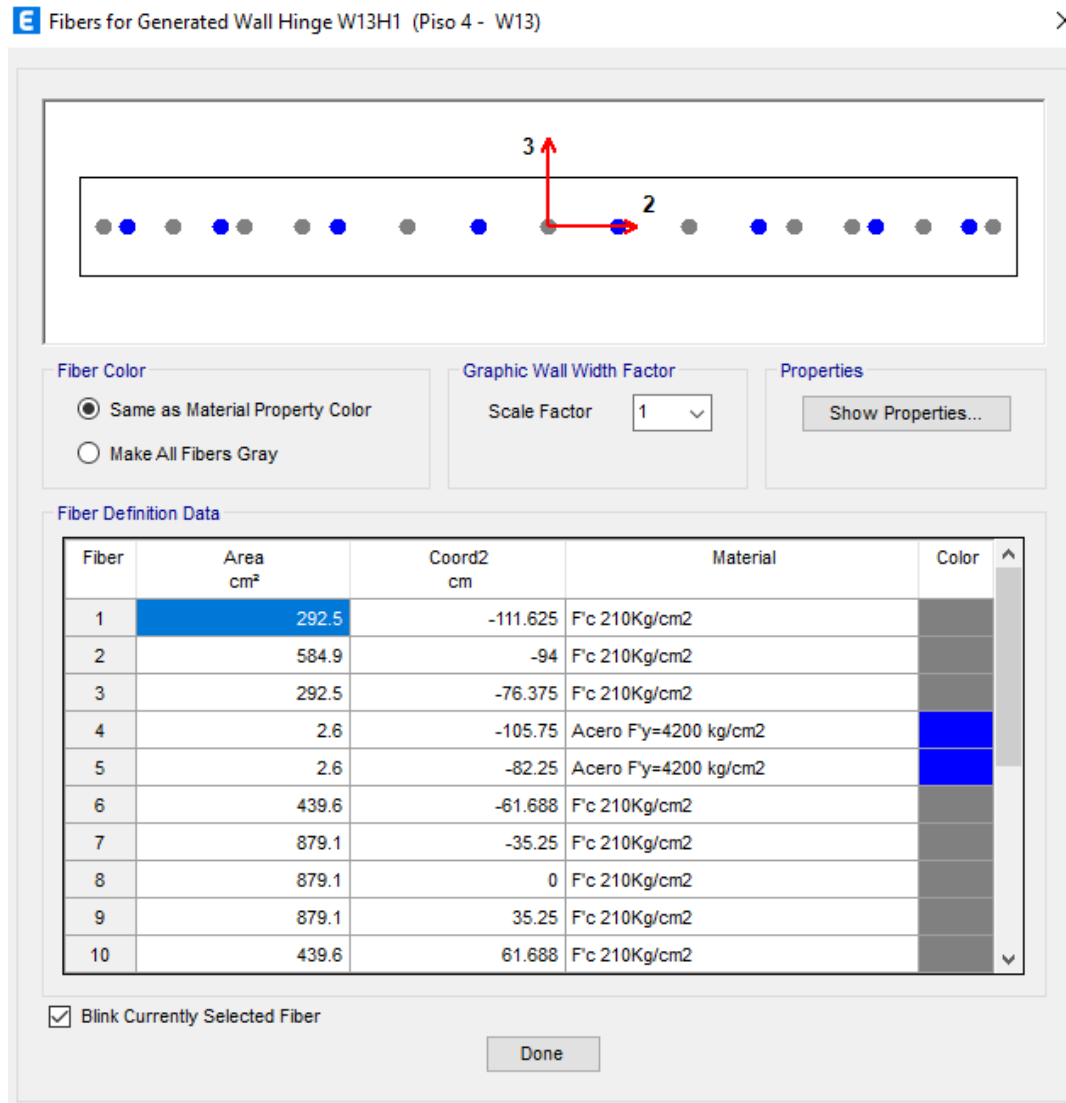 E Fibers for Generated Wall Hinge W13H1 (Piso 4 - W13)
3
2
Fiber Color
Same as Material Property Color
Make All Fibers Gray
Graphic Wall Width Factor
Scale Factor 1
Properties
Show Properties...
Fiber Definition Data
Fiber Area Coord2 Material Color
cm² cm
1 292.5 -111.625 F'c 210Kg/cm2
2 584.9 -94 F'c 210Kg/cm2
3 292.5 -76.375 F'c 210Kg/cm2
4 2.6 -105.75 Acero F'y=4200 kg/cm2
5 2.6 -82.25 Acero F'y=4200 kg/cm2
6 439.6 -61.688 F'c 210Kg/cm2
7 879.1 -35.25 F'c 210Kg/cm2
8 879.1 0 F'c 210Kg/cm2
9 879.1 35.25 F'c 210Kg/cm2
10 439.6 61.688 F'c 210Kg/cm2
Blink Currently Selected Fiber
Done